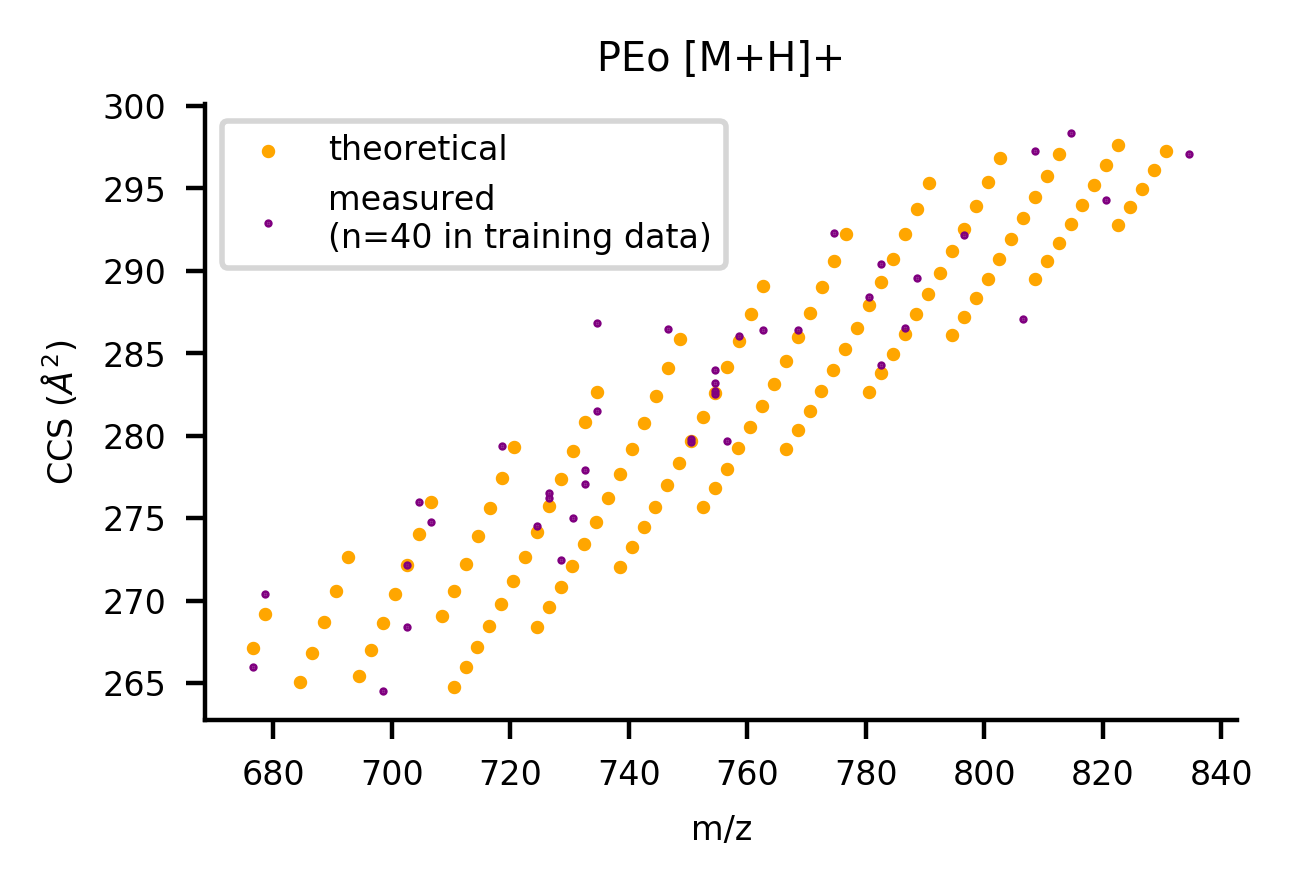 PEo [M+H]+
300
295
290
285
280
275
270
265
CCS (Å²)
theoretical
measured
(n=40 in training data)
680 700 720 740 760 780 800 820 840
m/z